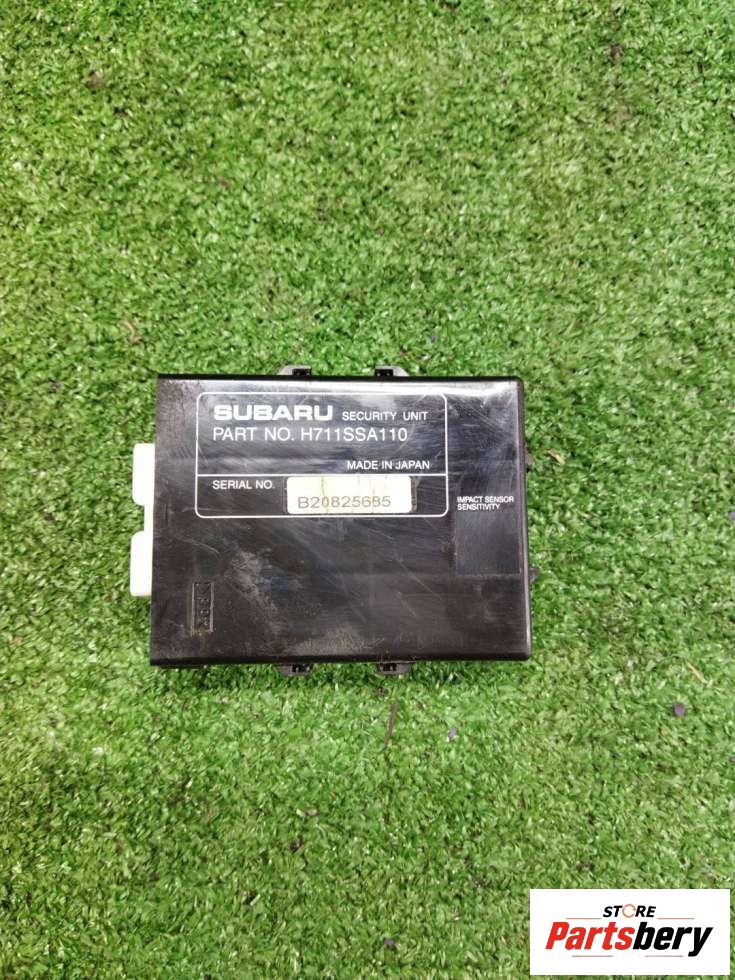 SUBARU SECURITY UNIT
PART NO. H711SSA110
MADE IN JAPAN
SERIAL NO.
B20825685
IMPACT SENSOR
SENSITIVITY
STORE
Partsbery